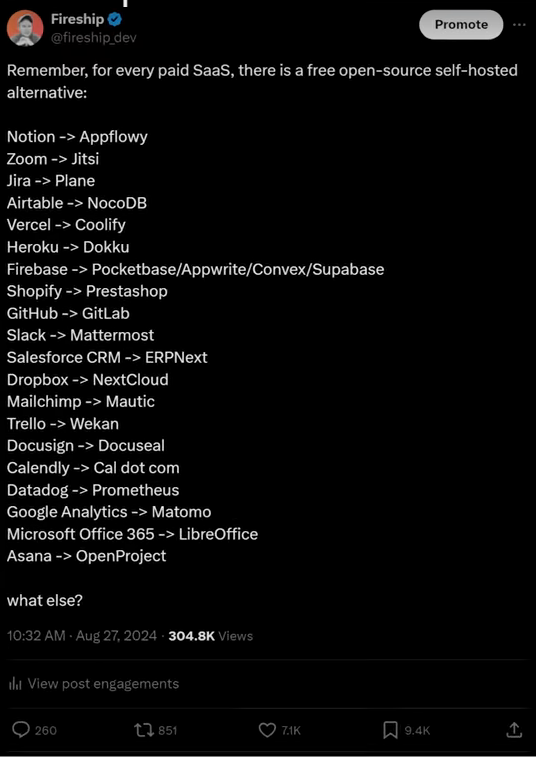 Fireship
@fireship_dev
Promote
Remember, for every paid SaaS, there is a free open-source self-hosted
alternative:
Notion -> Appflowy
Zoom -> Jitsi
Jira -> Plane
Airtable -> NocoDB
Vercel -> Coolify
Heroku -> Dokku
Firebase -> Pocketbase/Appwrite/Convex/Supabase
Shopify -> Prestashop
GitHub -> GitLab
Slack -> Mattermost
Salesforce CRM -> ERPNext
Dropbox -> NextCloud
Mailchimp -> Mautic
Trello -> Wekan
Docusign -> Docuseal
Calendly -> Cal dot com
Datadog -> Prometheus
Google Analytics -> Matomo
Microsoft Office 365 -> LibreOffice
Asana -> OpenProject
what else?
10:32 AM · Aug 27, 2024 · 304.8K Views
View post engagements
260 851 7.1K 9.4K